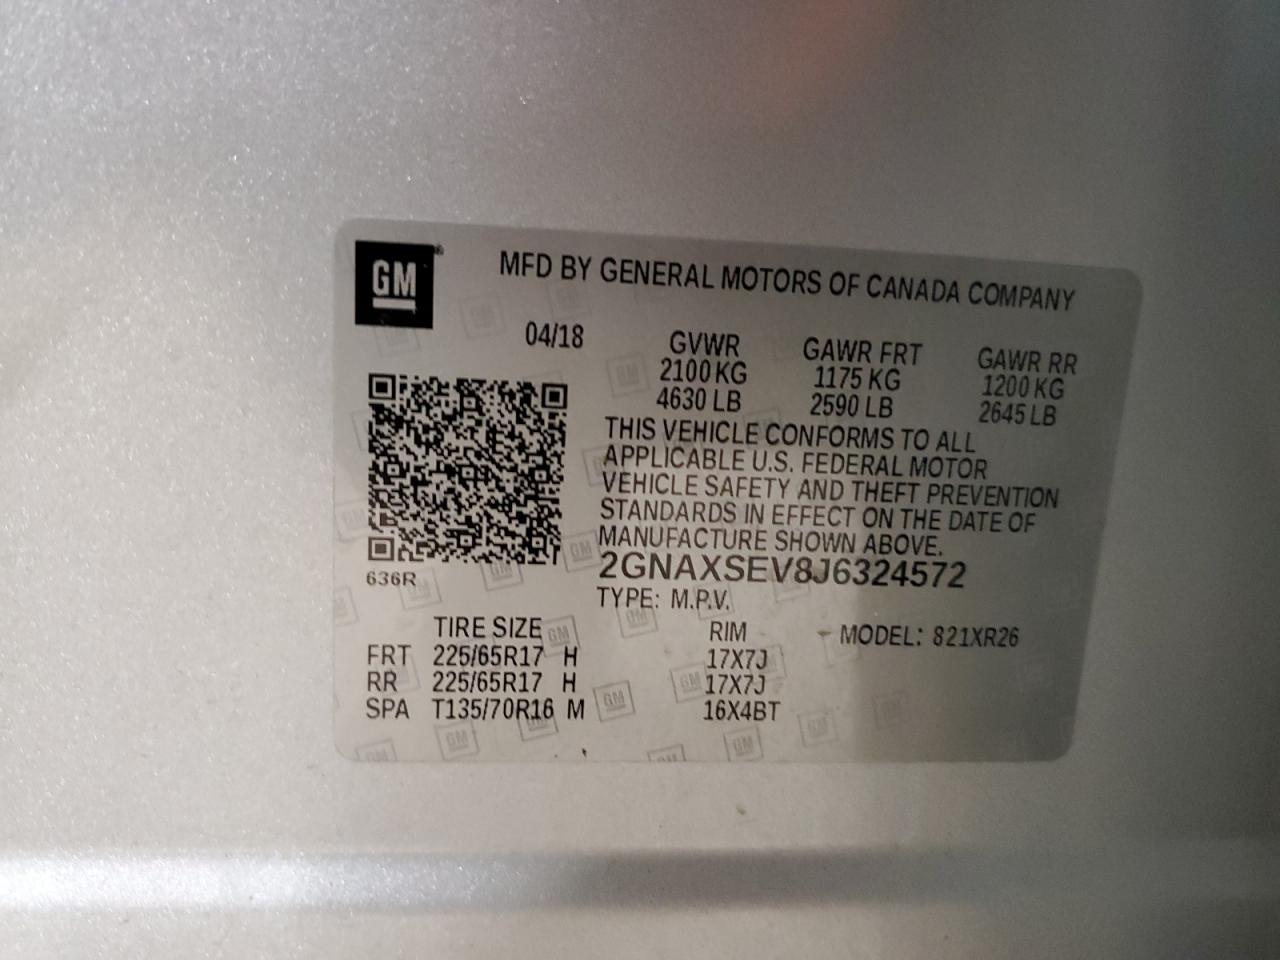 GM
MFD BY GENERAL MOTORS OF CANADA COMPANY
04/18 GVWR GAWR FRT GAWR RR
2100 KG 1175 KG 1200 KG
4630 LB 2590 LB 2645 LB
THIS VEHICLE CONFORMS TO ALL
APPLICABLE U.S. FEDERAL MOTOR
VEHICLE SAFETY AND THEFT PREVENTION
STANDARDS IN EFFECT ON THE DATE OF
MANUFACTURE SHOWN ABOVE.
2GNAXSEV8J6324572
636R
TYPE: M.P.V.
TIRE SIZE RIM MODEL: 821XR26
FRT 225/65R17 H 17X7J
RR 225/65R17 H 17X7J
SPA T135/70R16 M 16X4BT